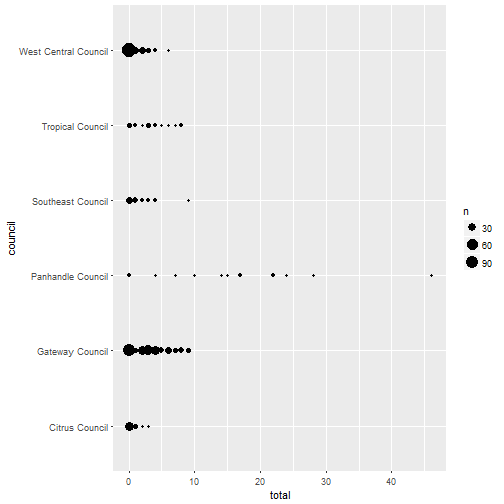 West Central Council
Tropical Council
Southeast Council
Panhandle Council
Gateway Council
Citrus Council
council
0 10 20 30 40
total
n
30
60
90